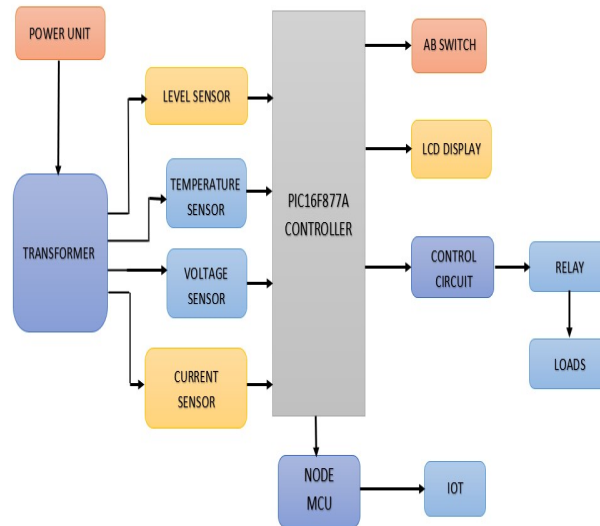 POWER UNIT
AB SWITCH
LEVEL SENSOR
LCD DISPLAY
TEMPERATURE
SENSOR
PIC16F877A
CONTROLLER
TRANSFORMER
VOLTAGE
SENSOR
CONTROL
CIRCUIT
RELAY
LOADS
CURRENT
SENSOR
NODE
MCU
IOT